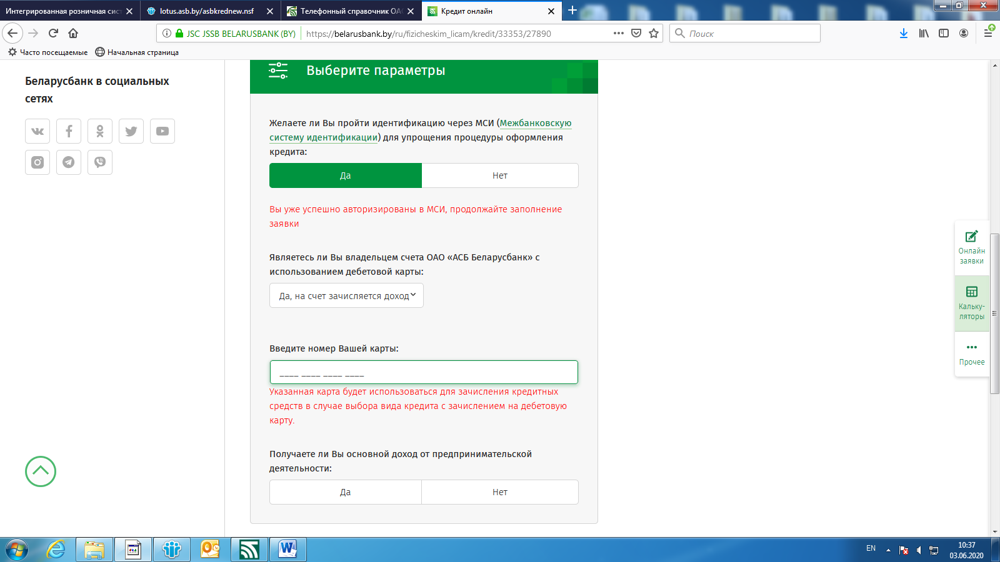 Интегрированная розничная сис
lotus.asb.by/asbkrednew.nsf
Телефонный справочник ОА
Кредит онлайн
JSC JSSB BELARUSBANK (BY)
https://belarusbank.by/ru/fizicheskim_licam/kredit/33353/27890
Поиск
Часто посещаемые
Начальная страница
Беларусбанк в социальных
сетях
Выберите параметры
Желаете ли Вы пройти идентификацию через МСИ (Межбанковскую
систему идентификации) для упрощения процедуры оформления
кредита:
Да
Нет
Вы уже успешно авторизированы в МСИ, продолжайте заполнение
заявки
Являетесь ли Вы владельцем счета ОАО «АСБ Беларусбанк» с
использованием дебетовой карты:
Да, на счет зачисляется доход
Введите номер Вашей карты:
____ ____ ____ ____
Указанная карта будет использоваться для зачисления кредитных
средств в случае выбора вида кредита с зачислением на дебетовую
карту.
Получаете ли Вы основной доход от предпринимательской
деятельности:
Да
Нет
Онлайн
заявки
Кальку-
ляторы
Прочее
EN
10:37
03.06.2020